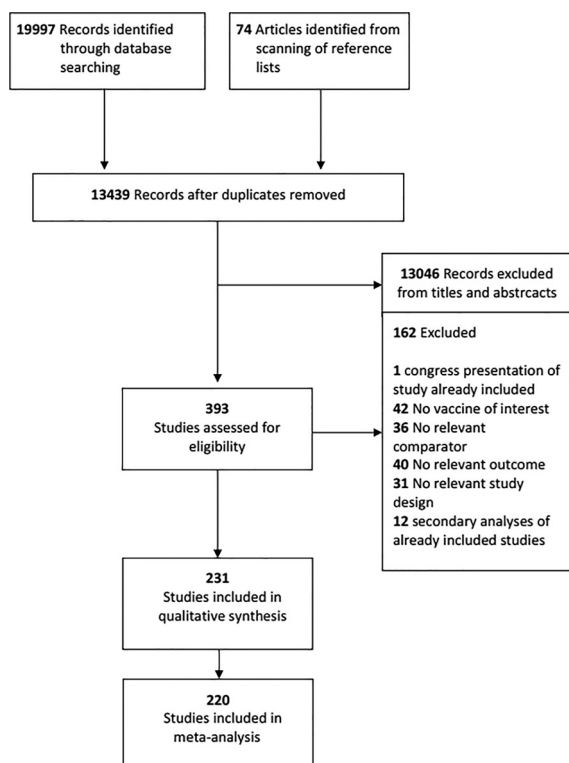 19997 Records identified
through database
searching
74 Articles identified from
scanning of reference
lists
13439 Records after duplicates removed
13046 Records excluded
from titles and abstrcacts
162 Excluded
1 congress presentation of
study already included
42 No vaccine of interest
36 No relevant
comparator
40 No relevant outcome
31 No relevant study
design
12 secondary analyses of
already included studies
393
Studies assessed for
eligibility
231
Studies included in
qualitative synthesis
220
Studies included in
meta-analysis